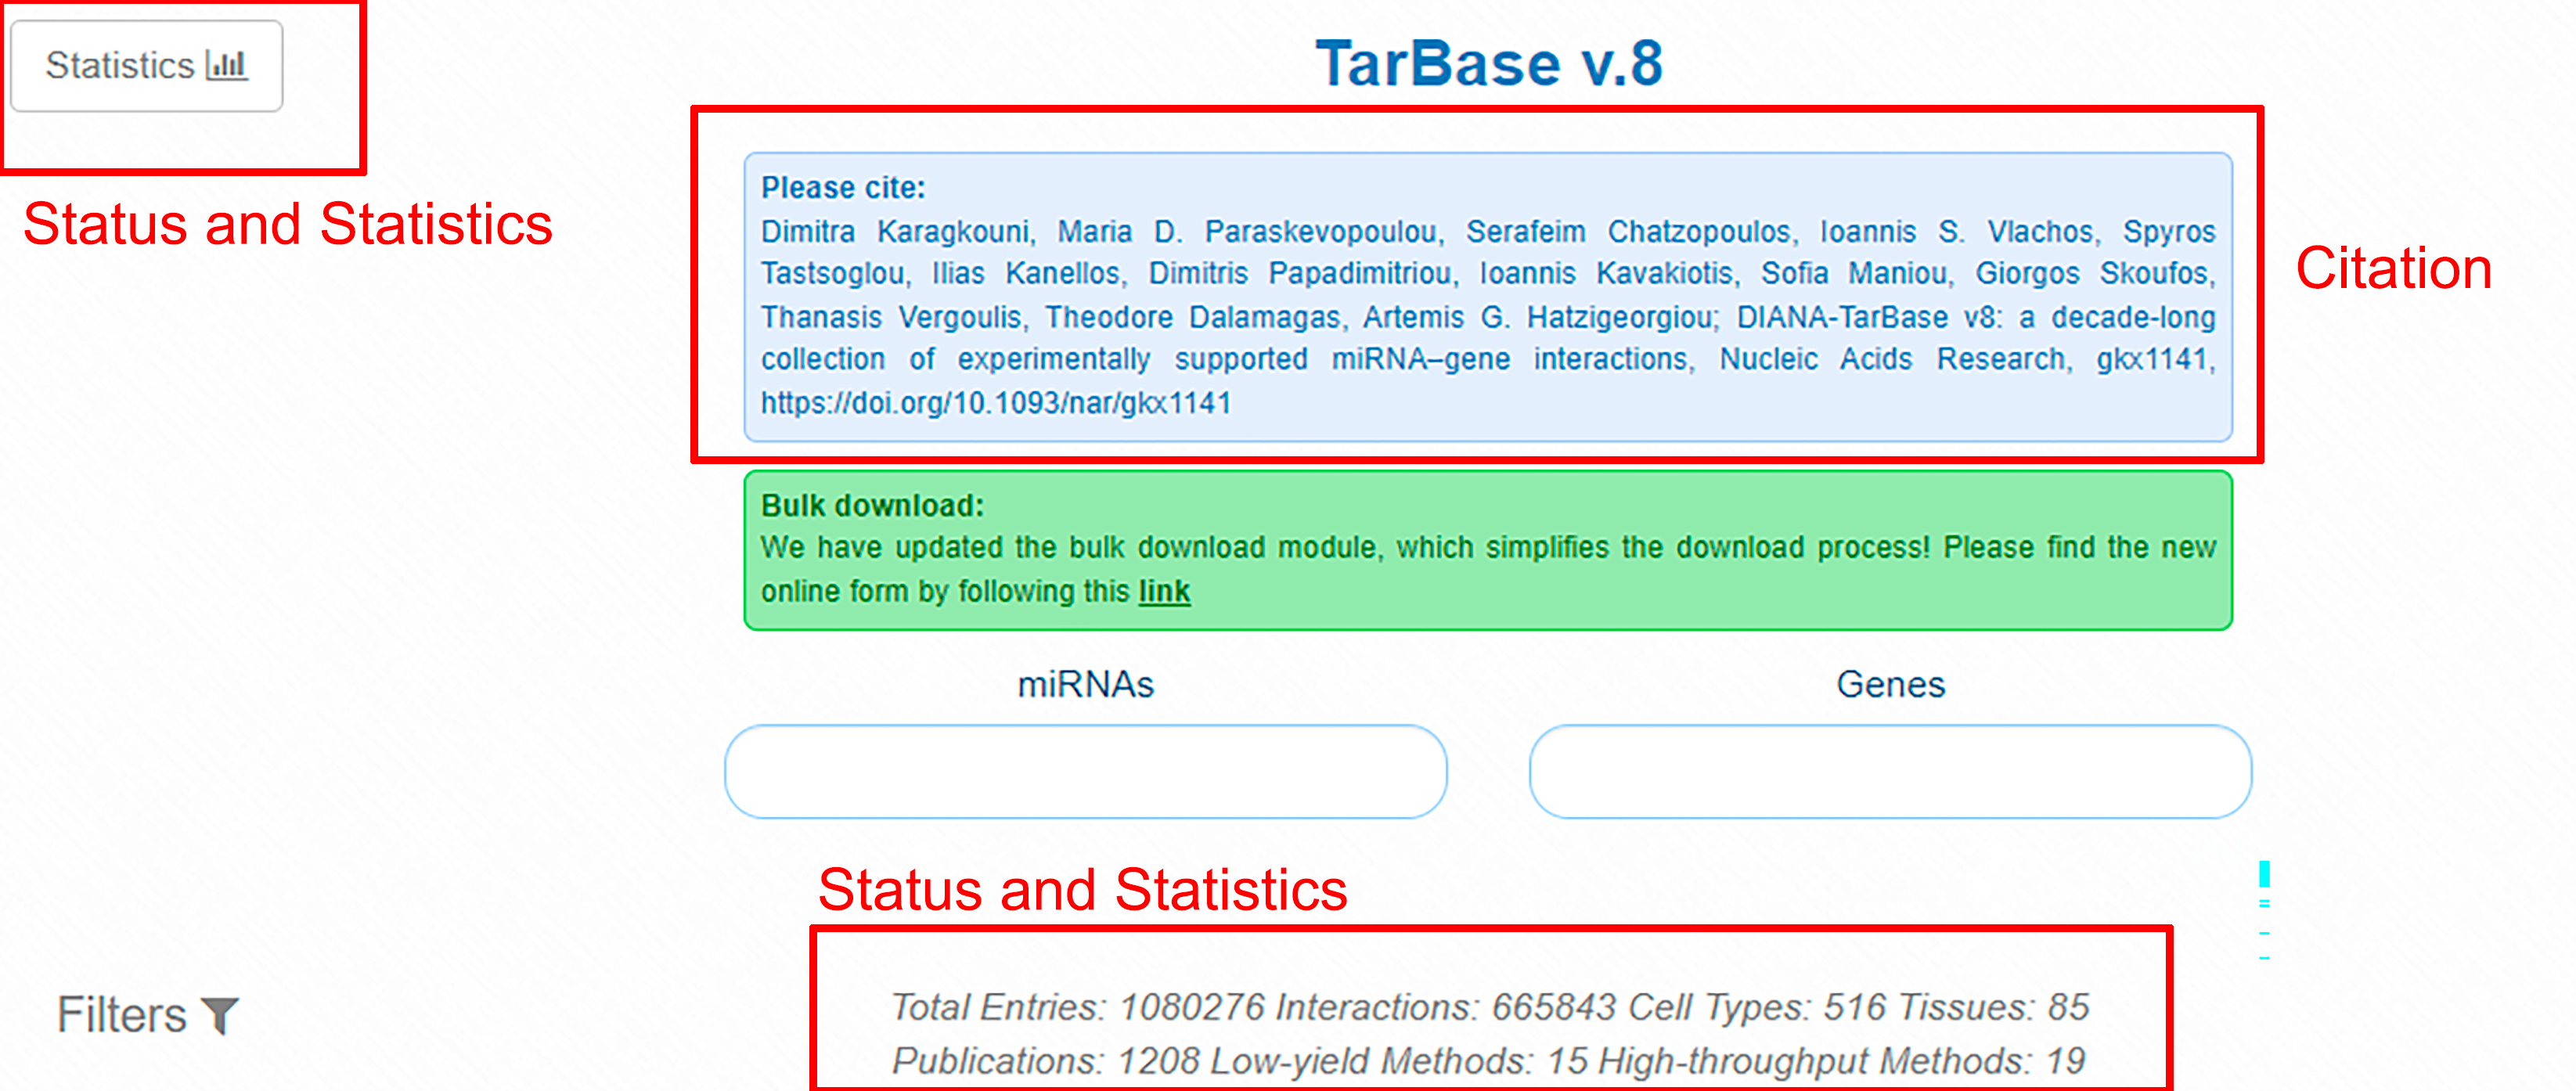 Statistics
Status and Statistics
TarBase v.8
Please cite:
Dimitra Karagkouni, Maria D. Paraskevopoulou, Serafeim Chatzopoulos, Ioannis S. Vlachos, Spyros
Tastsoglou, Ilias Kanellos, Dimitris Papadimitriou, Ioannis Kavakiotis, Sofia Maniou, Giorgos Skoufos,
Thanasis Vergoulis, Theodore Dalamagas, Artemis G. Hatzigeorgiou; DIANA-TarBase v8: a decade-long
collection of experimentally supported miRNA–gene interactions, Nucleic Acids Research, gkx1141,
https://doi.org/10.1093/nar/gkx1141
Citation
Bulk download:
We have updated the bulk download module, which simplifies the download process! Please find the new
online form by following this link
miRNAs
Genes
Status and Statistics
Filters
Total Entries: 1080276 Interactions: 665843 Cell Types: 516 Tissues: 85
Publications: 1208 Low-yield Methods: 15 High-throughput Methods: 19